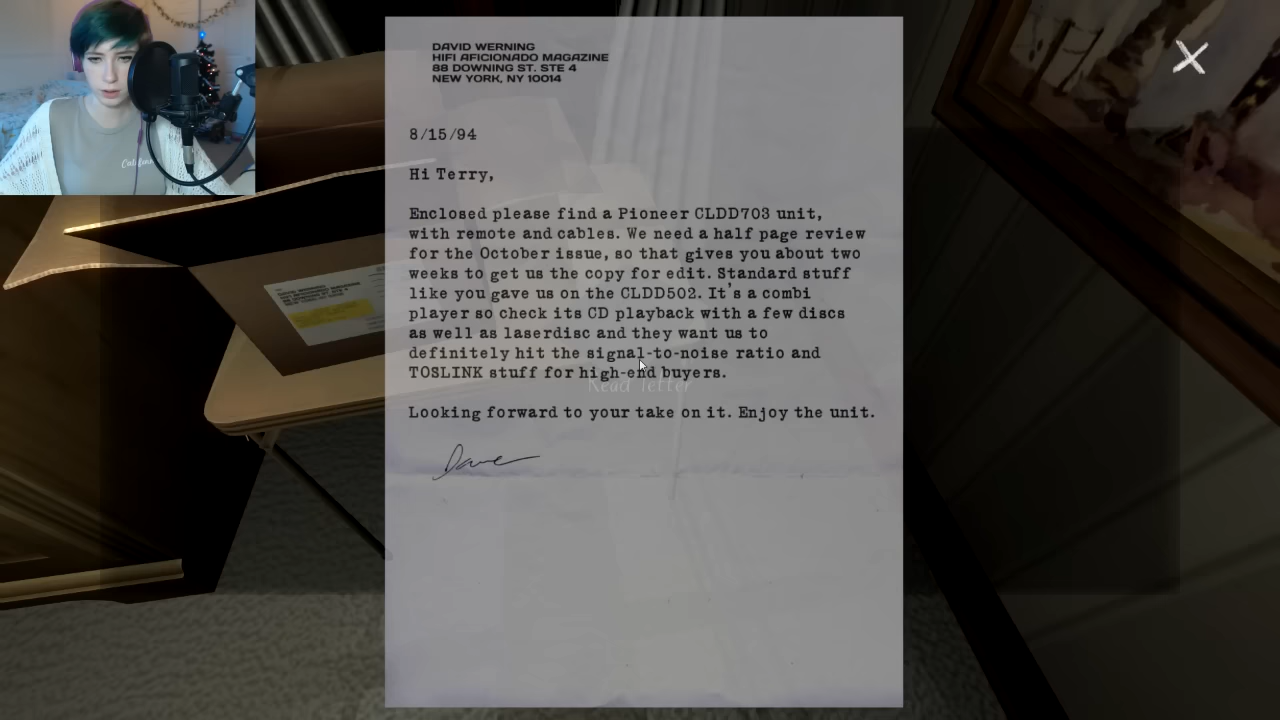 DAVID WERNING
HIFI AFICIONADO MAGAZINE
88 DOWNING ST. STE 4
NEW YORK, NY 10014
8/15/94
Hi Terry,
Enclosed please find a Pioneer CLDD703 unit,
with remote and cables. We need a half page review
for the October issue, so that gives you about two
weeks to get us the copy for edit. Standard stuff
like you gave us on the CLDD502. It's a combi
player so check its CD playback with a few discs
as well as laserdisc and they want us to
definitely hit the signal-to-noise ratio and
TOSLINK stuff for high-end buyers.
Read letter
Looking forward to your take on it. Enjoy the unit.
Dave